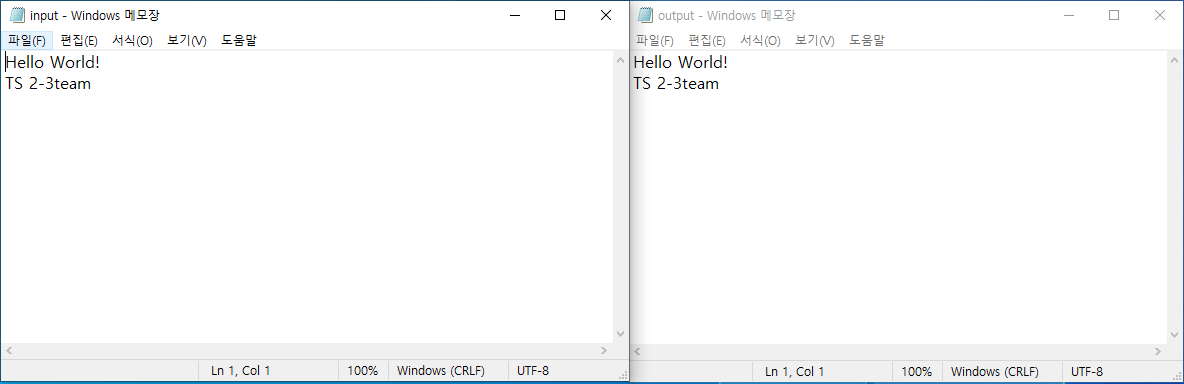 input - Windows 메모장
파일(F) 편집(E) 서식(O) 보기(V) 도움말
Hello World!
TS 2-3team
Ln 1, Col 1 100% Windows (CRLF) UTF-8
output - Windows 메모장
파일(F) 편집(E) 서식(O) 보기(V) 도움말
Hello World!
TS 2-3team
Ln 1, Col 1 100% Windows (CRLF) UTF-8